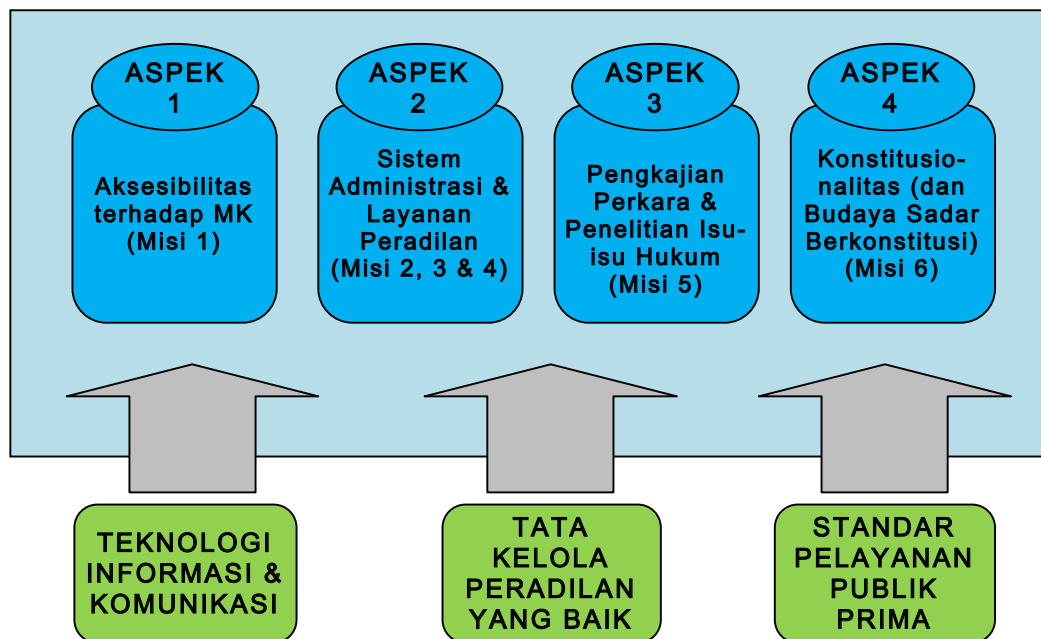 ASPEK
1
Aksesibilitas
terhadap MK
(Misi 1)
ASPEK
2
Sistem
Administrasi &
Layanan
Peradilan
(Misi 2, 3 & 4)
ASPEK
3
Pengkajian
Perkara &
Penelitian Isu-
isu Hukum
(Misi 5)
ASPEK
4
Konstitusio-
nalitas (dan
Budaya Sadar
Berkonstitusi)
(Misi 6)
TEKNOLOGI
INFORMASI &
KOMUNIKASI
TATA
KELOLA
PERADILAN
YANG BAIK
STANDAR
PELAYANAN
PUBLIK
PRIMA